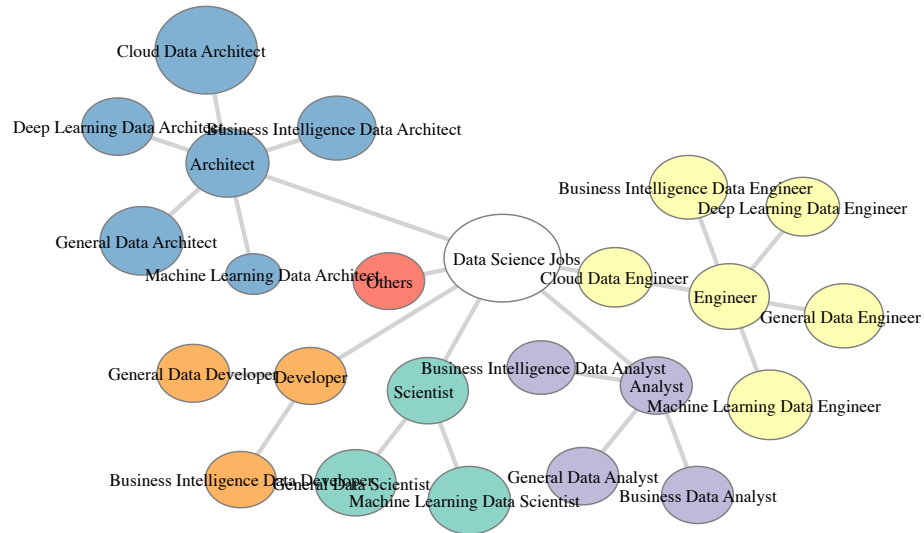 Cloud Data Architect
Deep Learning Data Architect
Business Intelligence Data Architect
Architect
General Data Architect
Machine Learning Data Architect
Business Intelligence Data Engineer
Deep Learning Data Engineer
Data Science Jobs
Cloud Data Engineer
Others
Engineer
General Data Engineer
General Data Developer
Developer
Scientist
Business Intelligence Data Analyst
Analyst
Machine Learning Data Engineer
Business Intelligence Data Developer
General Data Scientist
Machine Learning Data Scientist
General Data Analyst
Business Data Analyst